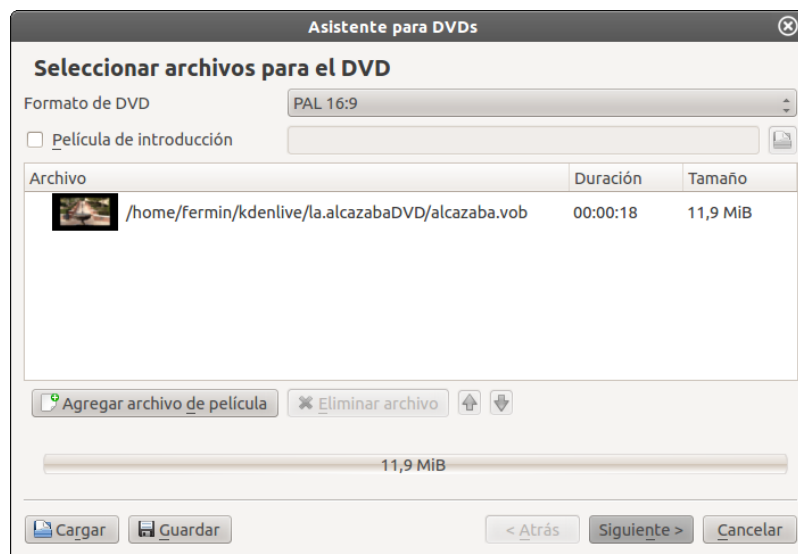 Asistente para DVDs
Seleccionar archivos para el DVD
Formato de DVD PAL 16:9
Película de introducción
Archivo Duración Tamaño
/home/fermin/kdenlive/la.alcazabaDVD/alcazaba.vob 00:00:18 11,9 MiB
Agregar archivo de película Eliminar archivo
11,9 MiB
Cargar Guardar < Atrás Siguiente > Cancelar